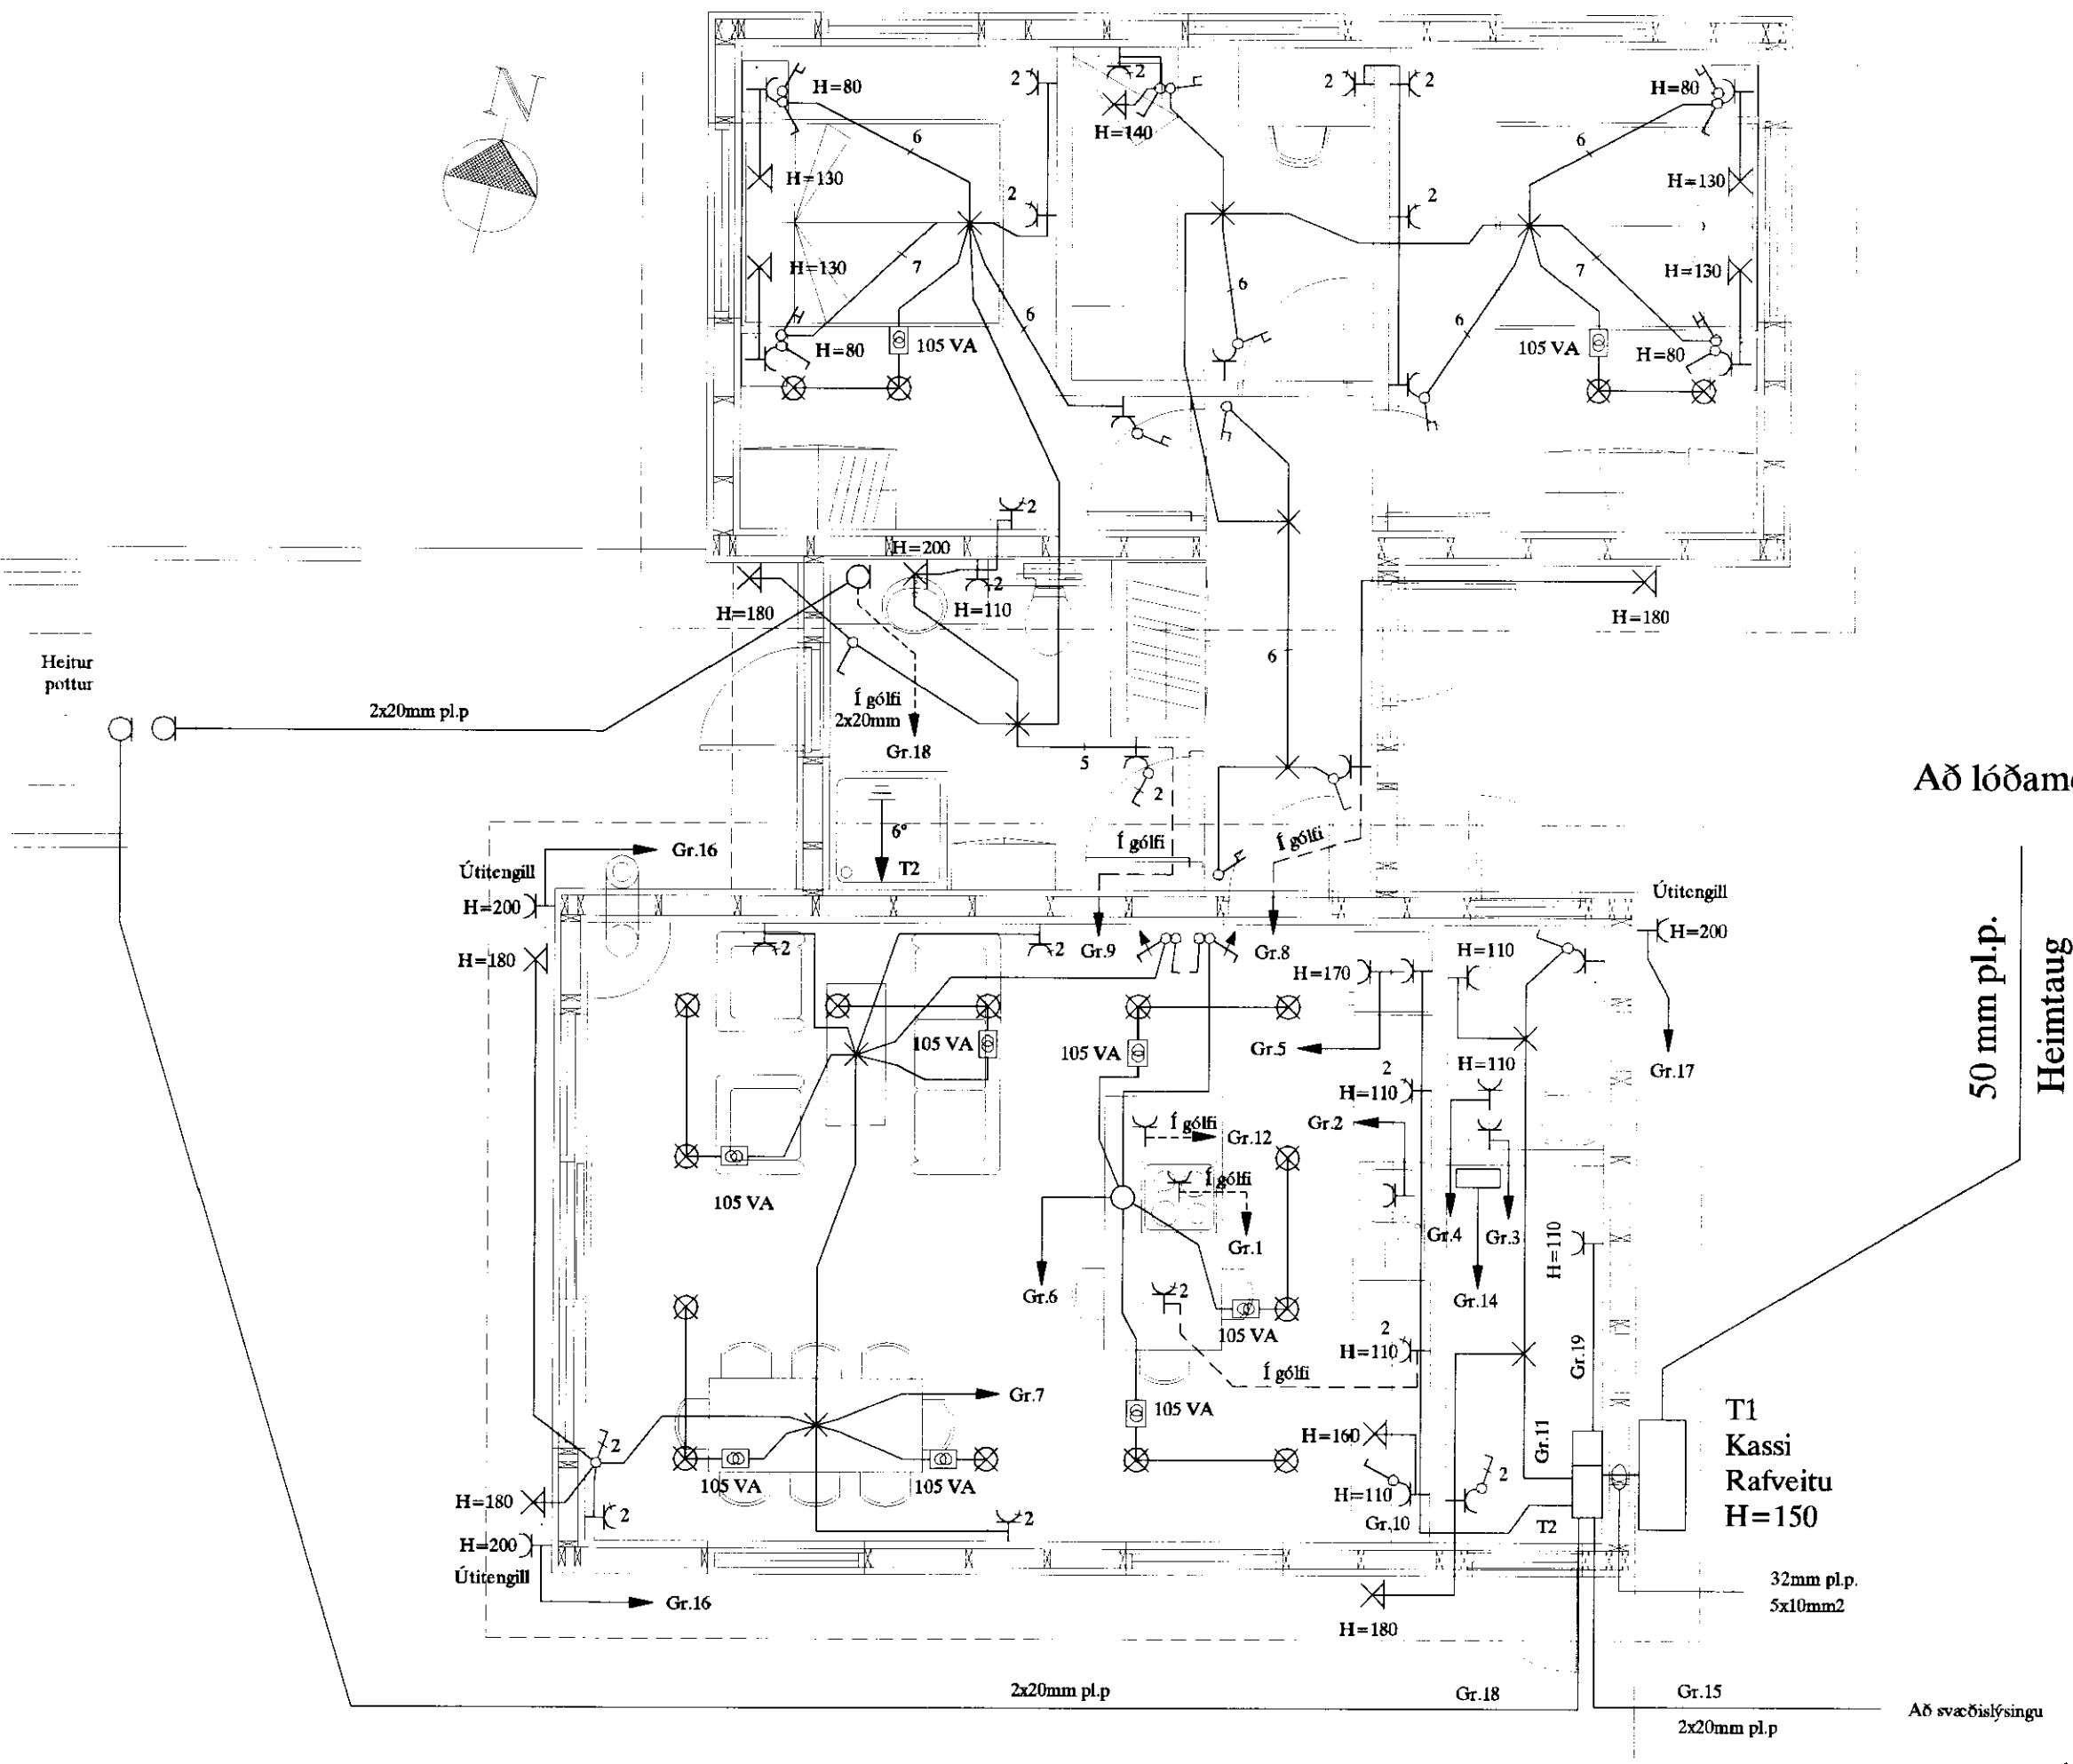 N
H=80
6
2
2
H=140
2
2
H=80
6
H=130
H=130
2
2
H=130
7
H=130
7
6
6
6
H=80
105 VA
105 VA
H=80
2
H=200
2
H=180
H=110
H=180
Heitur
pottur
6
2x20mm pl.p
Í gólfi
2x20mm
Gr.18
5
2
Að lóðam
6º
T2
Í gólfi
Í gólfi
Gr.16
Útitengill
H=200
Útitengill
H=200
H=180
2
2
Gr.9
Gr.8
H=110
H=170
50 mm pl.p.
Heimtaug
105 VA
105 VA
Gr.5
H=110
Gr.17
2
H=110
Í gólfi
Gr.12
Gr.2
Í gólfi
105 VA
Gr.1
Gr.4
Gr.3
H=110
Gr.6
2
Gr.14
105 VA
2
H=110
Gr.19
Í gólfi
Gr.7
105 VA
T1
Kassi
Rafveitu
H=150
H=160
Gr.11
2
2
105 VA
105 VA
H=110
H=180
2
2
Gr.10
T2
H=200
Útitengill
Gr.16
32mm pl.p.
5x10mm2
H=180
2x20mm pl.p
Gr.18
Gr.15
2x20mm pl.p
Að svæðislýsingu